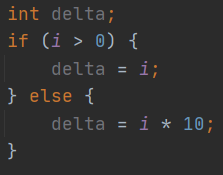 int delta;
if (i > 0) {
    delta = i;
} else {
    delta = i * 10;
}